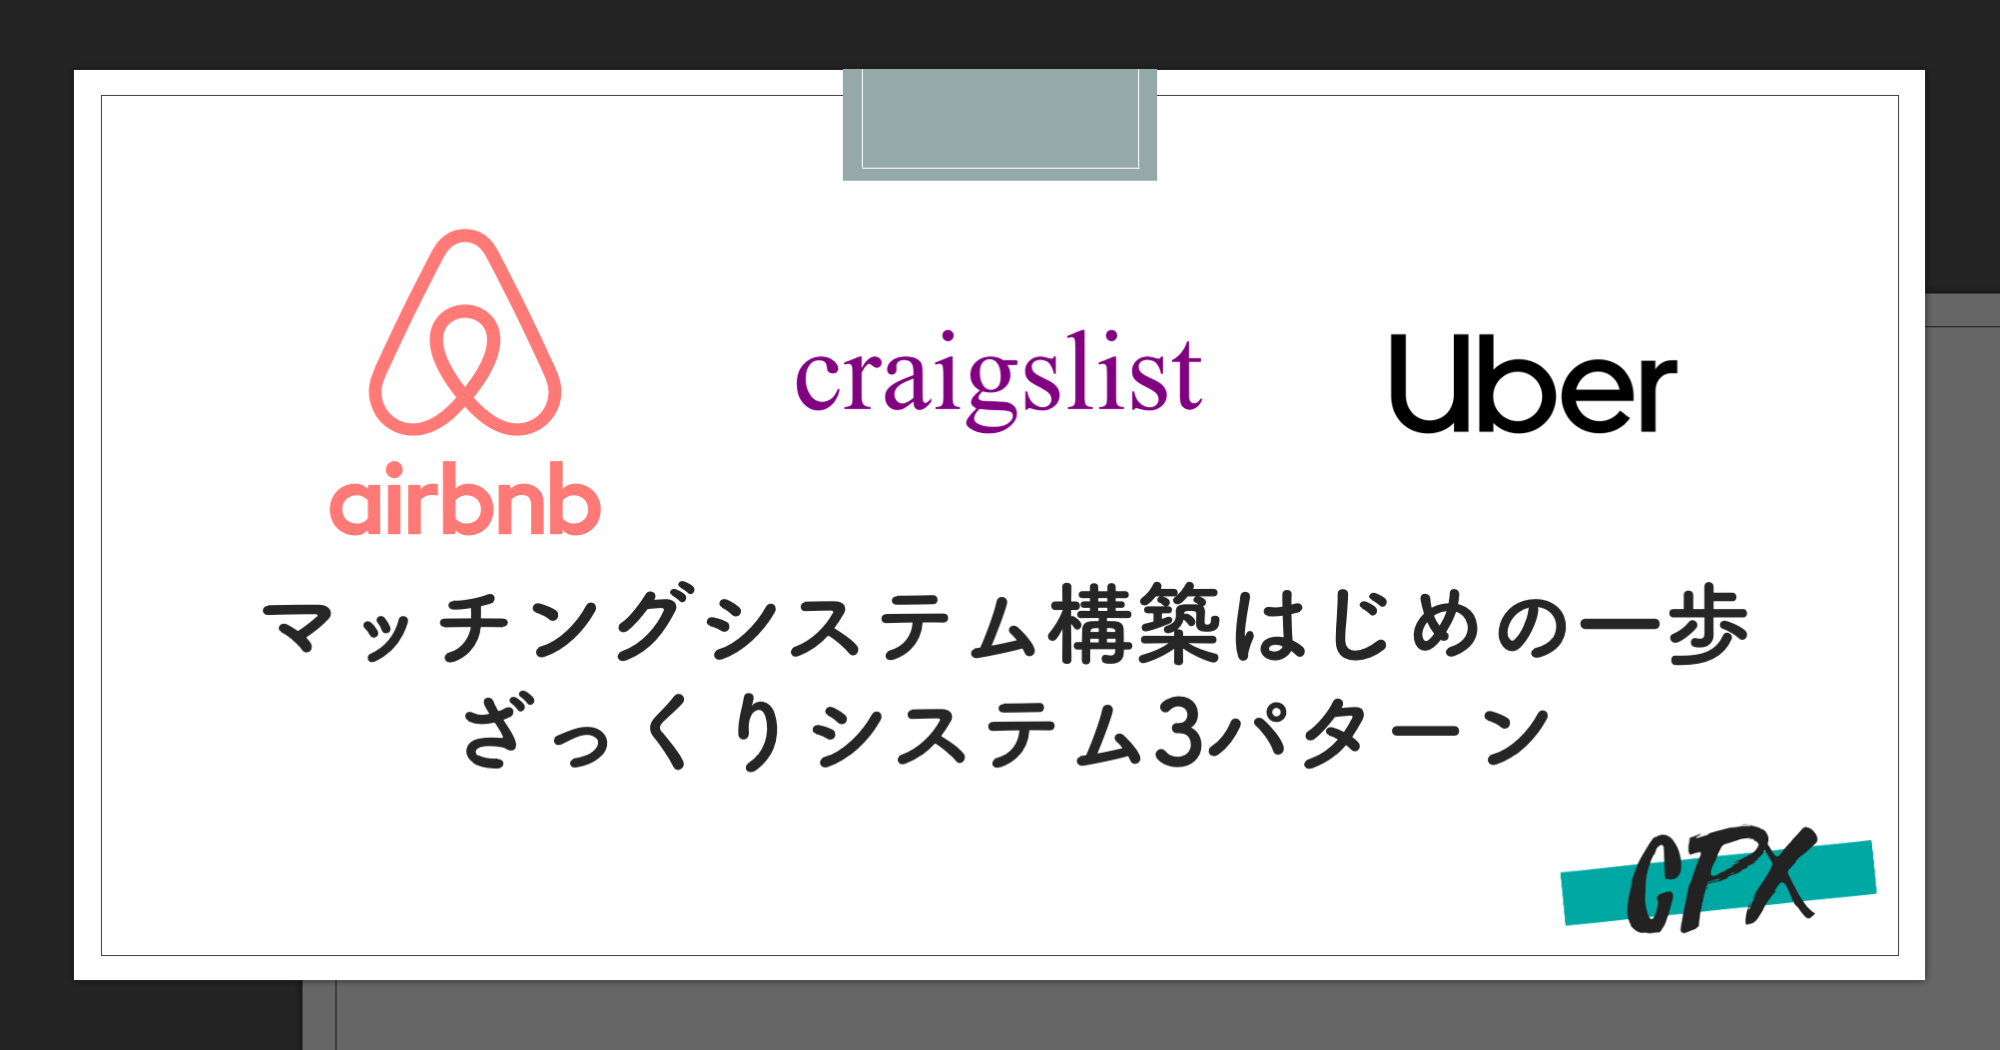 airbnb
craigslist
Uber
マッチングシステム構築はじめの一歩
ざっくりシステム3パターン
CPX